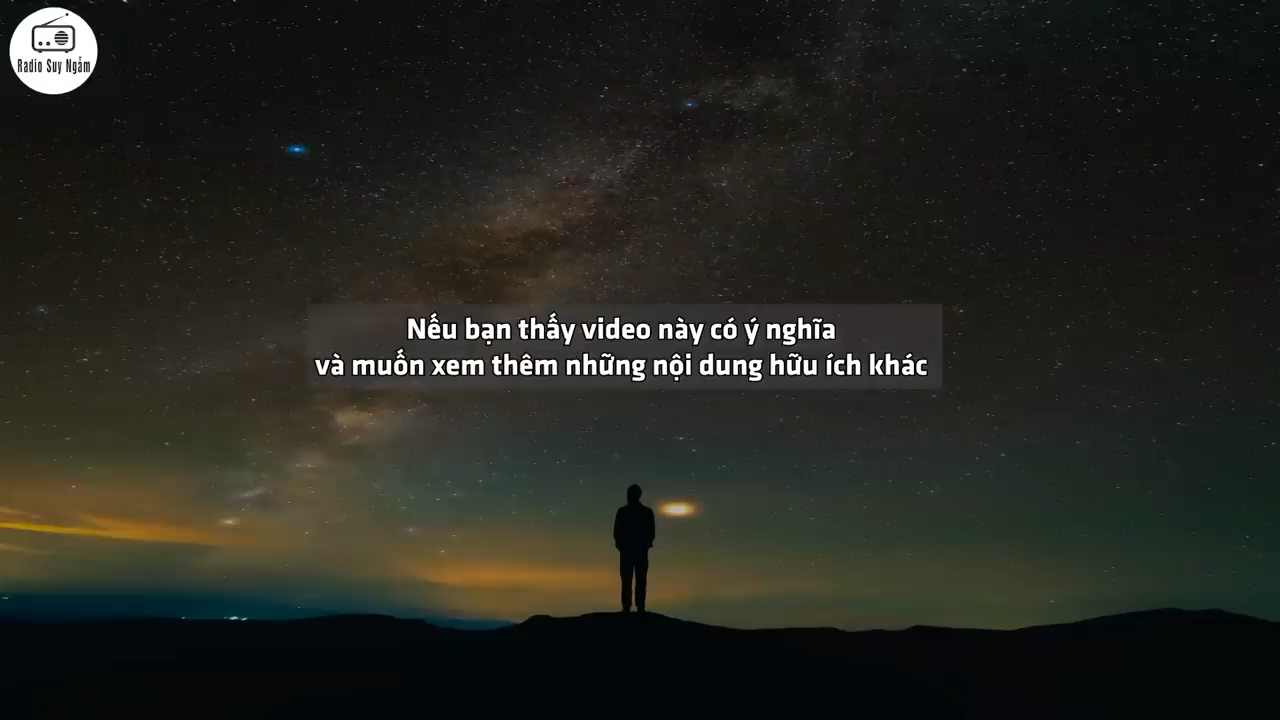 Radio Suy Ngẫm
Nếu bạn thấy video này có ý nghĩa
và muốn xem thêm những nội dung hữu ích khác